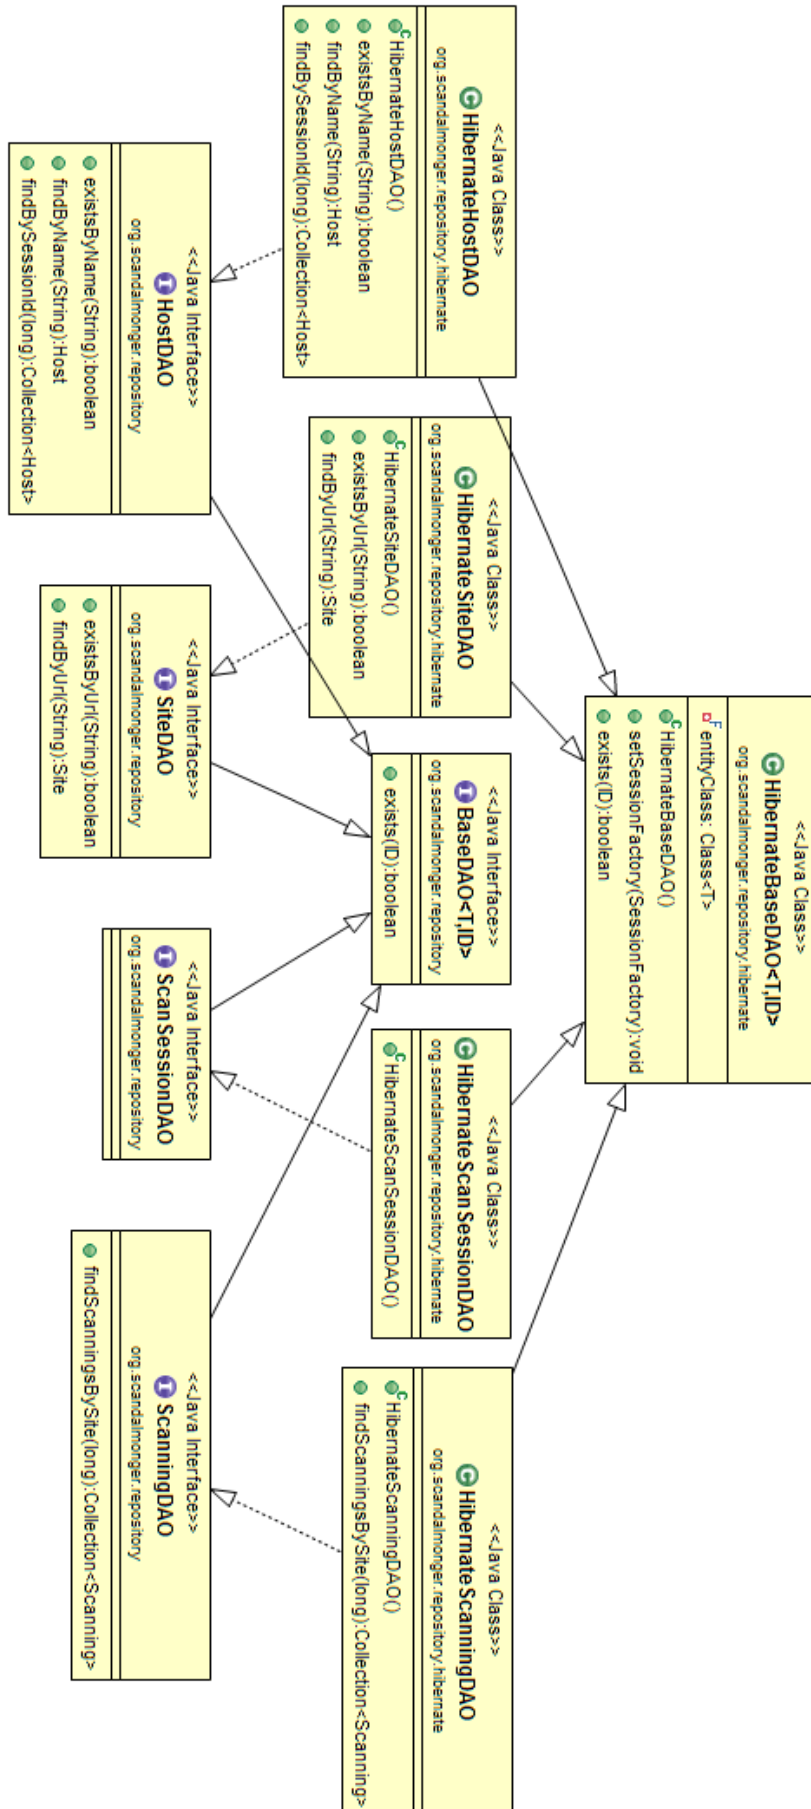 <<Java Class>>
HibernateBaseDAO<T,ID>
org.scandalmonger.repository.hibernate
entityClass: Class<T>
HibernateBaseDAO()
setSessionFactory(SessionFactory):void
exists(ID):boolean
<<Java Class>>
HibernateHostDAO
org.scandalmonger.repository.hibernate
HibernateHostDAO()
existsByName(String):boolean
findByName(String):Host
findBySessionId(long):Collection<Host>
<<Java Class>>
HibernateSiteDAO
org.scandalmonger.repository.hibernate
HibernateSiteDAO()
existsByUrl(String):boolean
findByUrl(String):Site
<<Java Interface>>
BaseDAO<T,ID>
org.scandalmonger.repository
exists(ID):boolean
<<Java Class>>
HibernateScanSessionDAO
org.scandalmonger.repository.hibernate
HibernateScanSessionDAO()
<<Java Class>>
HibernateScanningDAO
org.scandalmonger.repository.hibernate
HibernateScanningDAO()
findScanningsBySite(long):Collection<Scanning>
<<Java Interface>>
HostDAO
org.scandalmonger.repository
existsByName(String):boolean
findByName(String):Host
findBySessionId(long):Collection<Host>
<<Java Interface>>
SiteDAO
org.scandalmonger.repository
existsByUrl(String):boolean
findByUrl(String):Site
<<Java Interface>>
ScanSessionDAO
org.scandalmonger.repository
<<Java Interface>>
ScanningDAO
org.scandalmonger.repository
findScanningsBySite(long):Collection<Scanning>